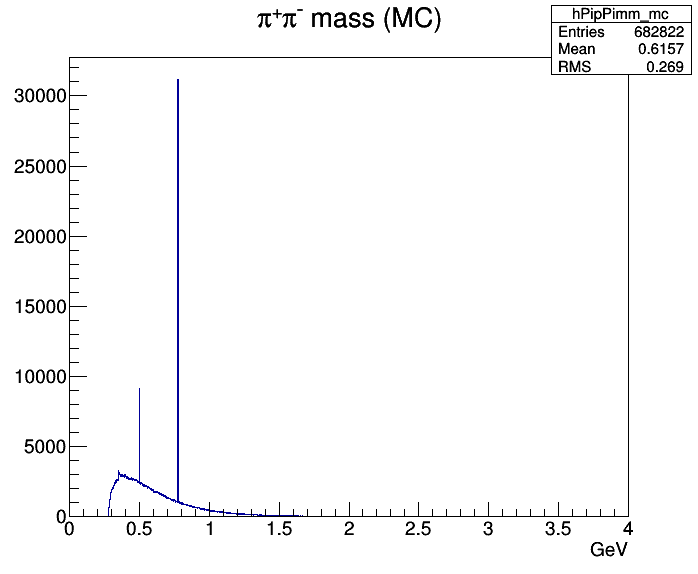 π⁺π⁻ mass (MC)
hPipPimm_mc
Entries 682822
Mean 0.6157
RMS 0.269
30000
25000
20000
15000
10000
5000
0
0 0.5 1 1.5 2 2.5 3 3.5 4
GeV